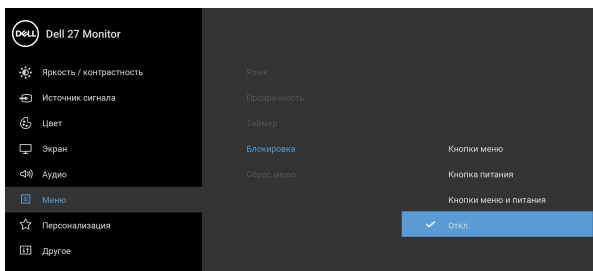 DELL
Dell 27 Monitor
Яркость / контрастность
Язык
Источник сигнала
Прозрачность
Цвет
Таймер
Экран
Блокировка
Кнопки меню
Аудио
Сброс меню
Кнопка питания
Меню
Кнопки меню и питания
Персонализация
Откл.
Другое